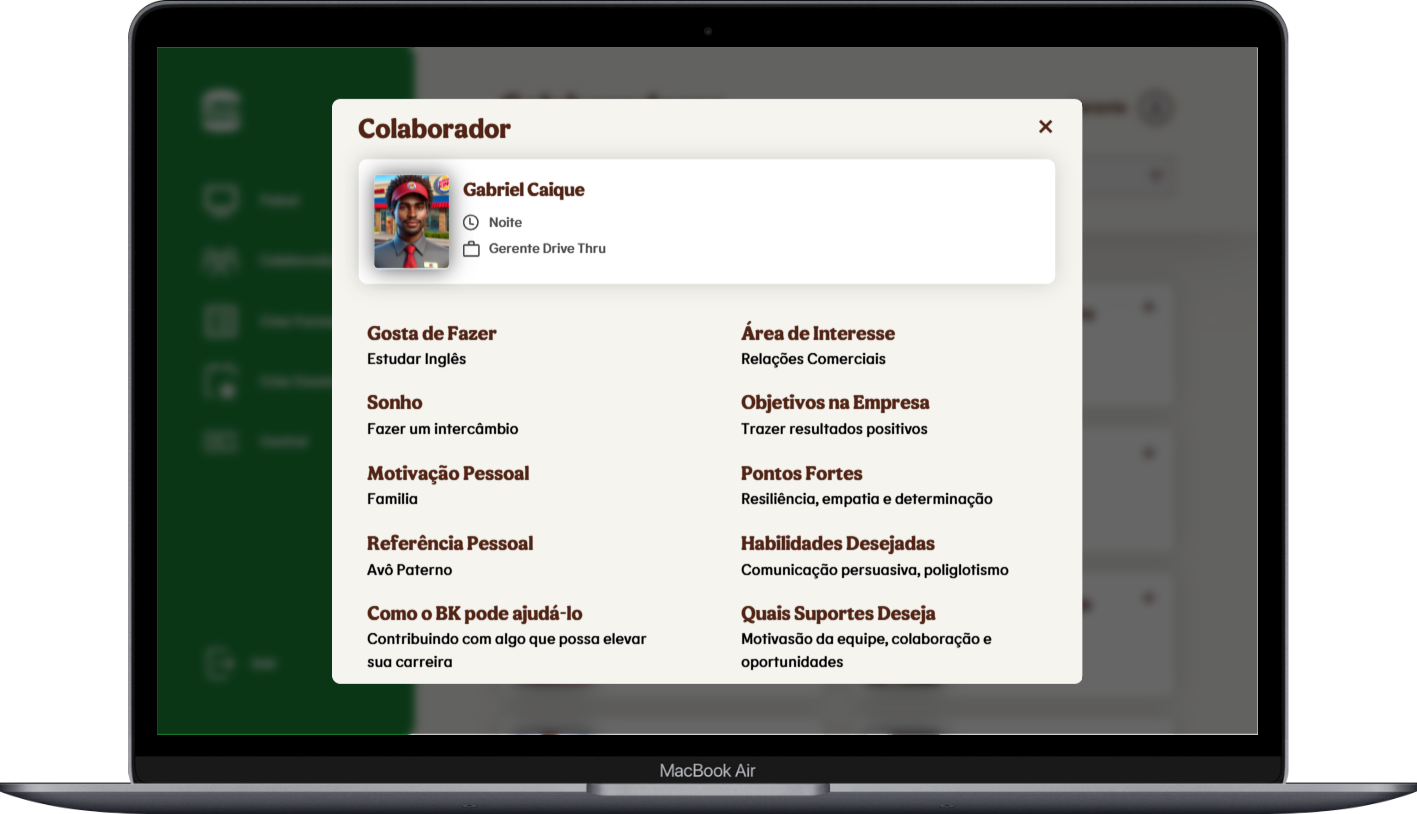 Colaborador
Gabriel Caique
Noite
Gerente Drive Thru
Gosta de Fazer
Estudar Inglês
Área de Interesse
Relações Comerciais
Sonho
Fazer um intercâmbio
Objetivos na Empresa
Trazer resultados positivos
Motivação Pessoal
Familia
Pontos Fortes
Resiliência, empatia e determinação
Referência Pessoal
Avô Paterno
Habilidades Desejadas
Comunicação persuasiva, poliglotismo
Como o BK pode ajudá-lo
Contribuindo com algo que possa elevar
sua carreira
Quais Suportes Deseja
Motivasão da equipe, colaboração e
oportunidades
MacBook Air